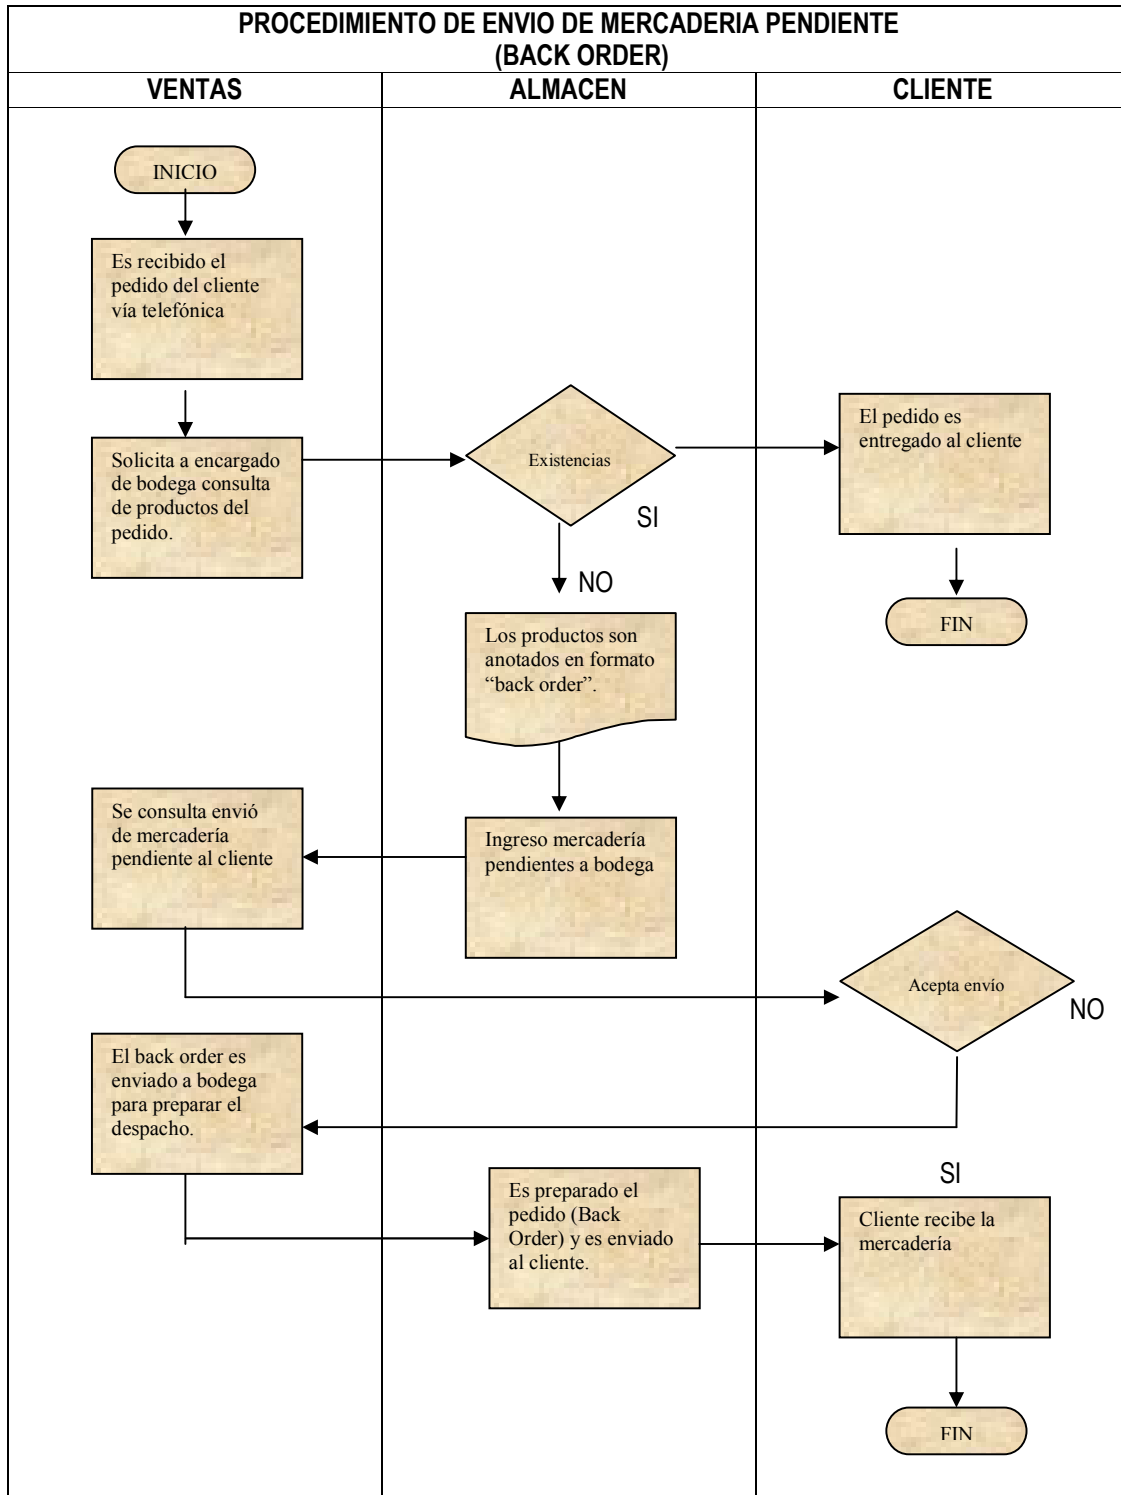 PROCEDIMIENTO DE ENVIO DE MERCADERIA PENDIENTE
(BACK ORDER)
VENTAS
ALMACEN
CLIENTE
INICIO
Es recibido el
pedido del cliente
vía telefónica
Solicita a encargado
de bodega consulta
de productos del
pedido.
Existencias
SI
El pedido es
entregado al cliente
FIN
NO
Los productos son
anotados en formato
“back order”.
Ingreso mercadería
pendientes a bodega
Se consulta envió
de mercadería
pendiente al cliente
Acepta envío
NO
El back order es
enviado a bodega
para preparar el
despacho.
SI
Es preparado el
pedido (Back
Order) y es enviado
al cliente.
Cliente recibe la
mercadería
FIN